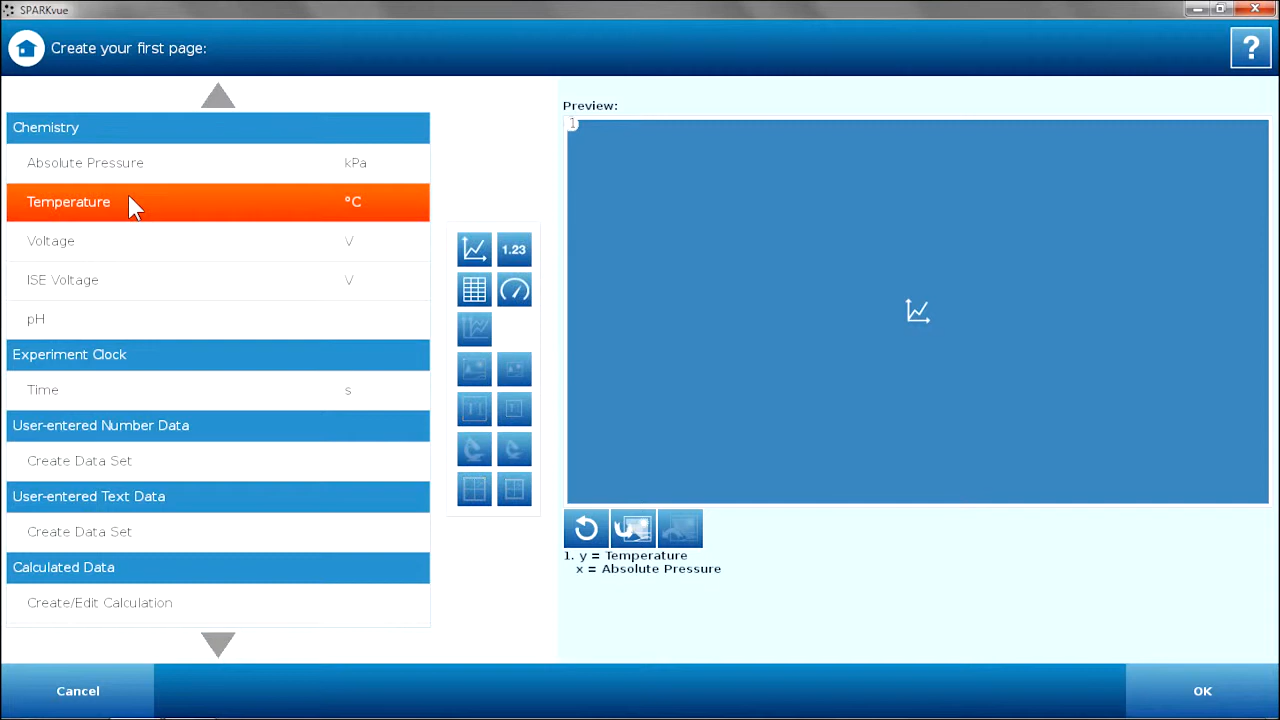 SPARKvue
Create your first page:
?
Chemistry
Absolute Pressure kPa
Temperature °C
Voltage V
ISE Voltage V
pH
Experiment Clock
Time s
User-entered Number Data
Create Data Set
User-entered Text Data
Create Data Set
Calculated Data
Create/Edit Calculation
1.23
Preview:
1
1. y = Temperature
x = Absolute Pressure
Cancel
OK